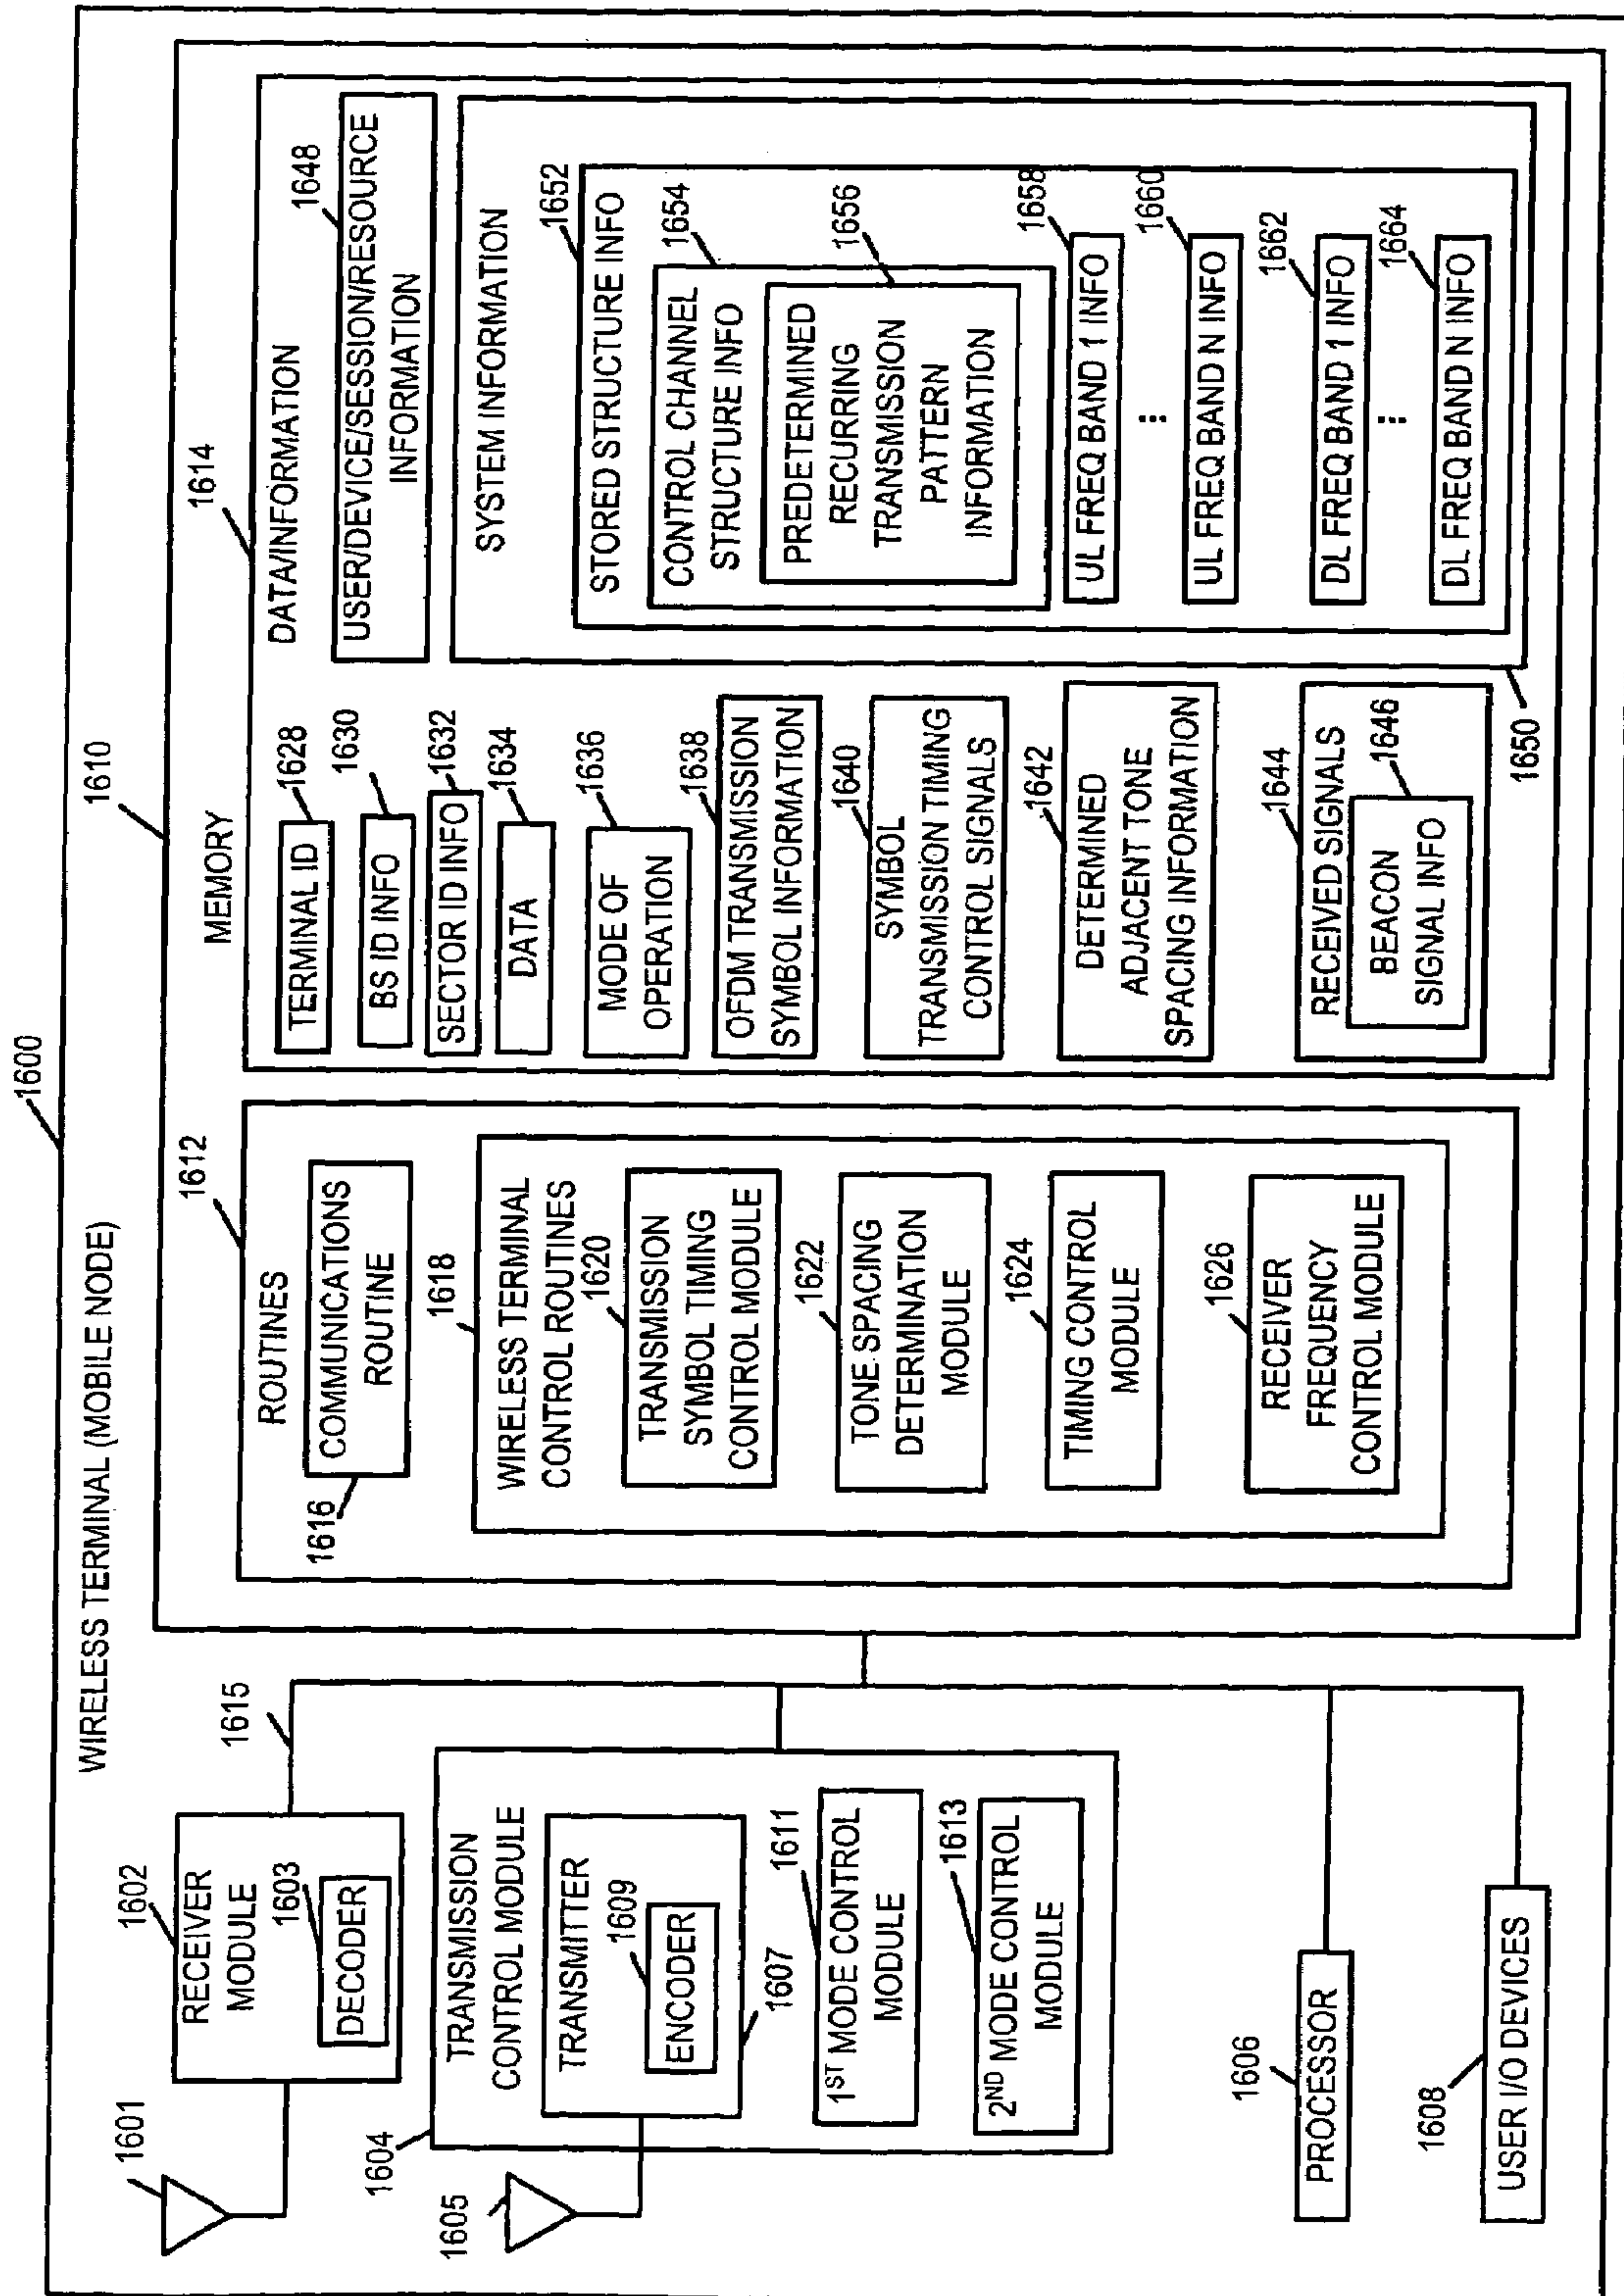 1600
WIRELESS TERMINAL (MOBILE NODE)
1601
1602
RECEIVER
MODULE
1603
DECODER
1615
1604
1605
TRANSMISSION
CONTROL MODULE
TRANSMITTER
1609
ENCODER
1607
1611
1ST MODE CONTROL
MODULE
1613
2ND MODE CONTROL
MODULE
1606
PROCESSOR
1608
USER I/O DEVICES
1610
MEMORY
1612
ROUTINES
COMMUNICATIONS
ROUTINE
1616
1618
WIRELESS TERMINAL
CONTROL ROUTINES
1620
TRANSMISSION
SYMBOL TIMING
CONTROL MODULE
1622
TONE SPACING
DETERMINATION
MODULE
1624
TIMING CONTROL
MODULE
1626
RECEIVER
FREQUENCY
CONTROL MODULE
1614
DATA/INFORMATION
TERMINAL ID
1628
BS ID INFO
1630
SECTOR ID INFO
1632
DATA
1634
MODE OF
OPERATION
1636
OFDM TRANSMISSION
SYMBOL INFORMATION
1638
SYMBOL
TRANSMISSION TIMING
CONTROL SIGNALS
1640
DETERMINED
ADJACENT TONE
SPACING INFORMATION
1642
RECEIVED SIGNALS
1644
BEACON
SIGNAL INFO
1646
1648
USER/DEVICE/SESSION/RESOURCE
INFORMATION
SYSTEM INFORMATION
1650
STORED STRUCTURE INFO
1652
CONTROL CHANNEL
STRUCTURE INFO
1654
PREDETERMINED
RECURRING
TRANSMISSION
PATTERN
INFORMATION
1656
UL FREQ BAND 1 INFO
1658
...
UL FREQ BAND N INFO
1660
DL FREQ BAND 1 INFO
1662
...
DL FREQ BAND N INFO
1664